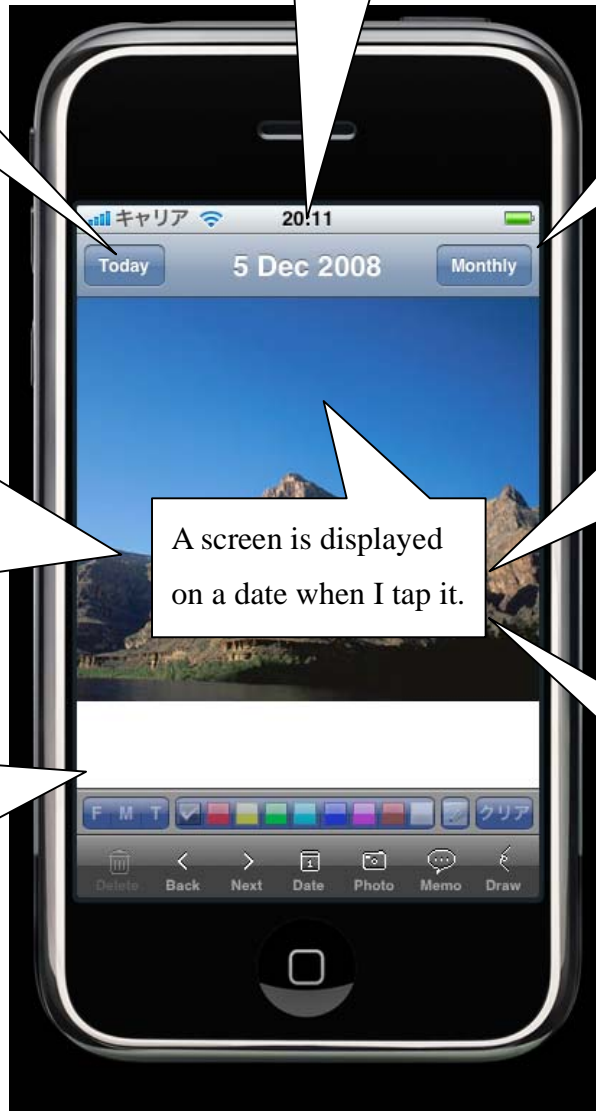 キャリア 20:11
Today 5 Dec 2008 Monthly
A screen is displayed
on a date when I tap it.
F M T クリア
1
Delete Back Next Date Photo Memo Draw